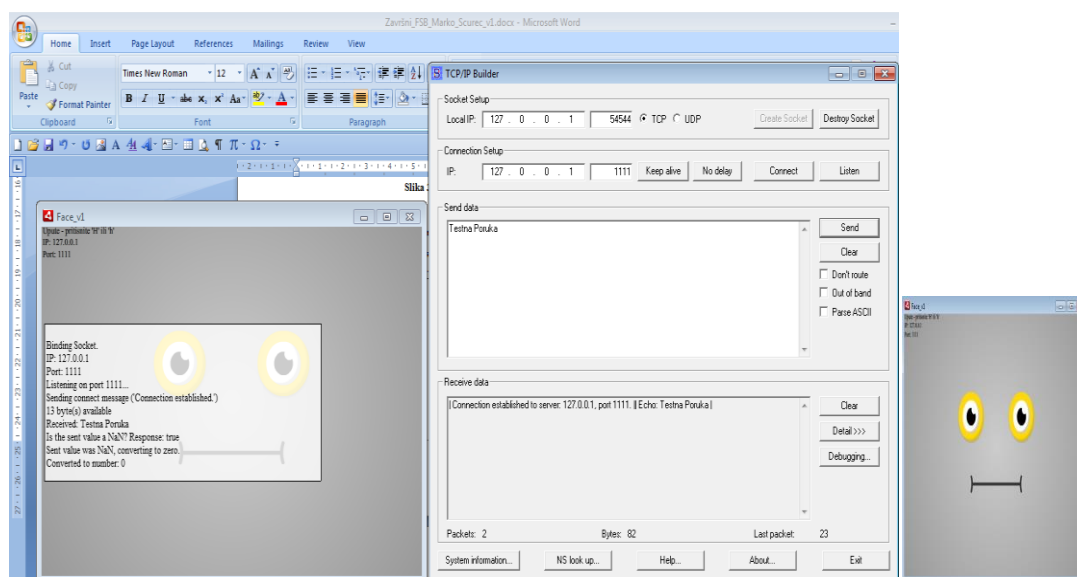 Završni_FSB_Marko_Scurec_v1.docx - Microsoft Word
Home Insert Page Layout References Mailings Review View
Paste
Cut
Copy
Format Painter
Clipboard
Times New Roman 12
Font
Paragraph
Slika
Face_v1
Upute - pritisnite 'H' ili 'h'
IP: 127.0.0.1
Port: 1111
Binding Socket.
IP: 127.0.0.1
Port: 1111
Listening on port 1111...
Sending connect message ('Connection established.')
13 byte(s) available
Received: Testna Poruka
Is the sent value a NaN? Response: true
Sent value was NaN, converting to zero.
Converted to number: 0
TCP/IP Builder
Socket Setup
Local IP: 127 . 0 . 0 . 1 54544 TCP UDP Create Socket Destroy Socket
Connection Setup
IP: 127 . 0 . 0 . 1 1111 Keep alive No delay Connect Listen
Send data
Testna Poruka
Send
Clear
Don't route
Out of band
Parse ASCII
Receive data
||Connection established to server: 127.0.0.1, port 1111. || Echo: Testna Poruka |
Clear
Detail >>>
Debugging...
Packets: 2 Bytes: 82 Last packet: 23
System information... NS look up... Help... About... Exit
Face_v1